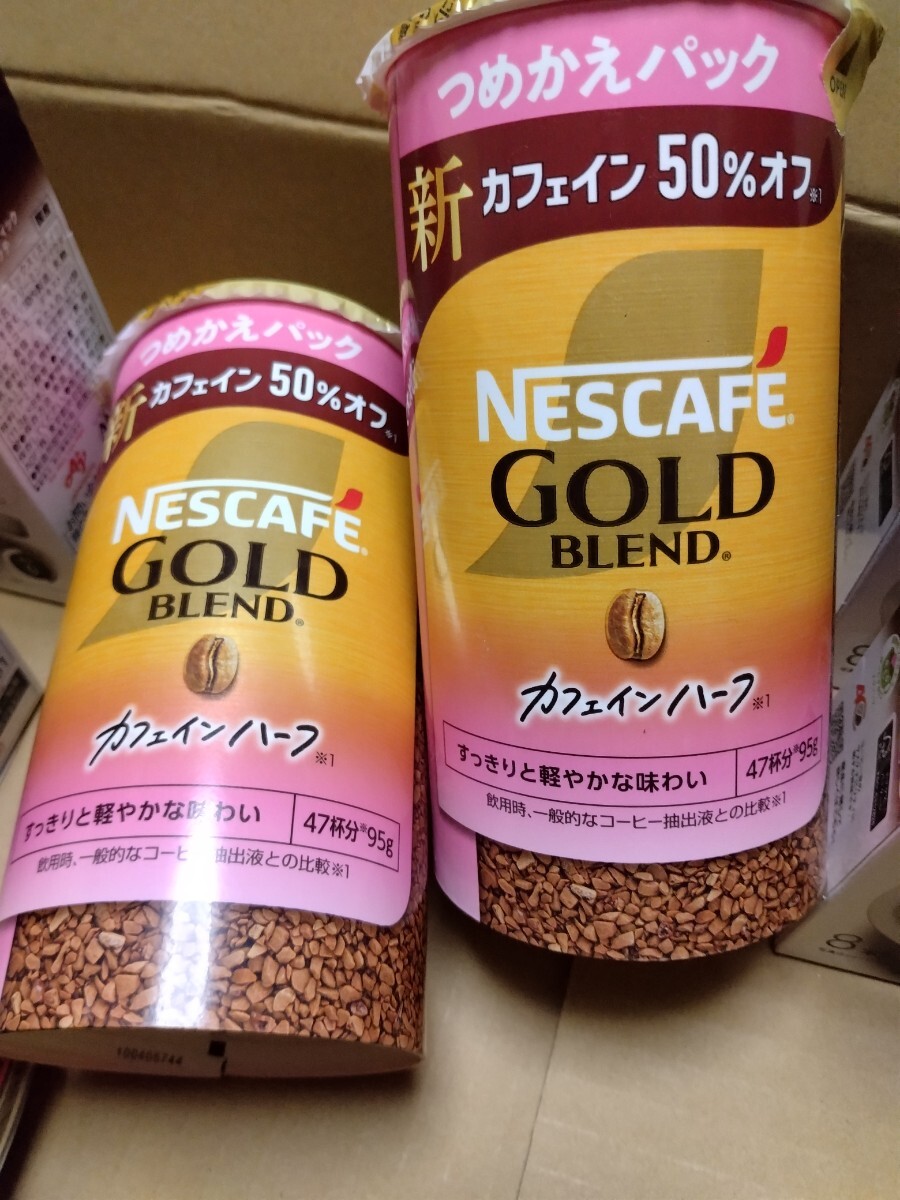 つめかえパック
新 カフェイン 50%オフ※1
NESCAFÉ®
GOLD
BLEND®
カフェインハーフ※1
すっきりと軽やかな味わい
47杯分※95g
飲用時、一般的なコーヒー抽出液との比較※1
つめかえパック
新 カフェイン 50%オフ※1
NESCAFÉ®
GOLD
BLEND®
カフェインハーフ※1
すっきりと軽やかな味わい
47杯分※95g
飲用時、一般的なコーヒー抽出液との比較※1
OPEN